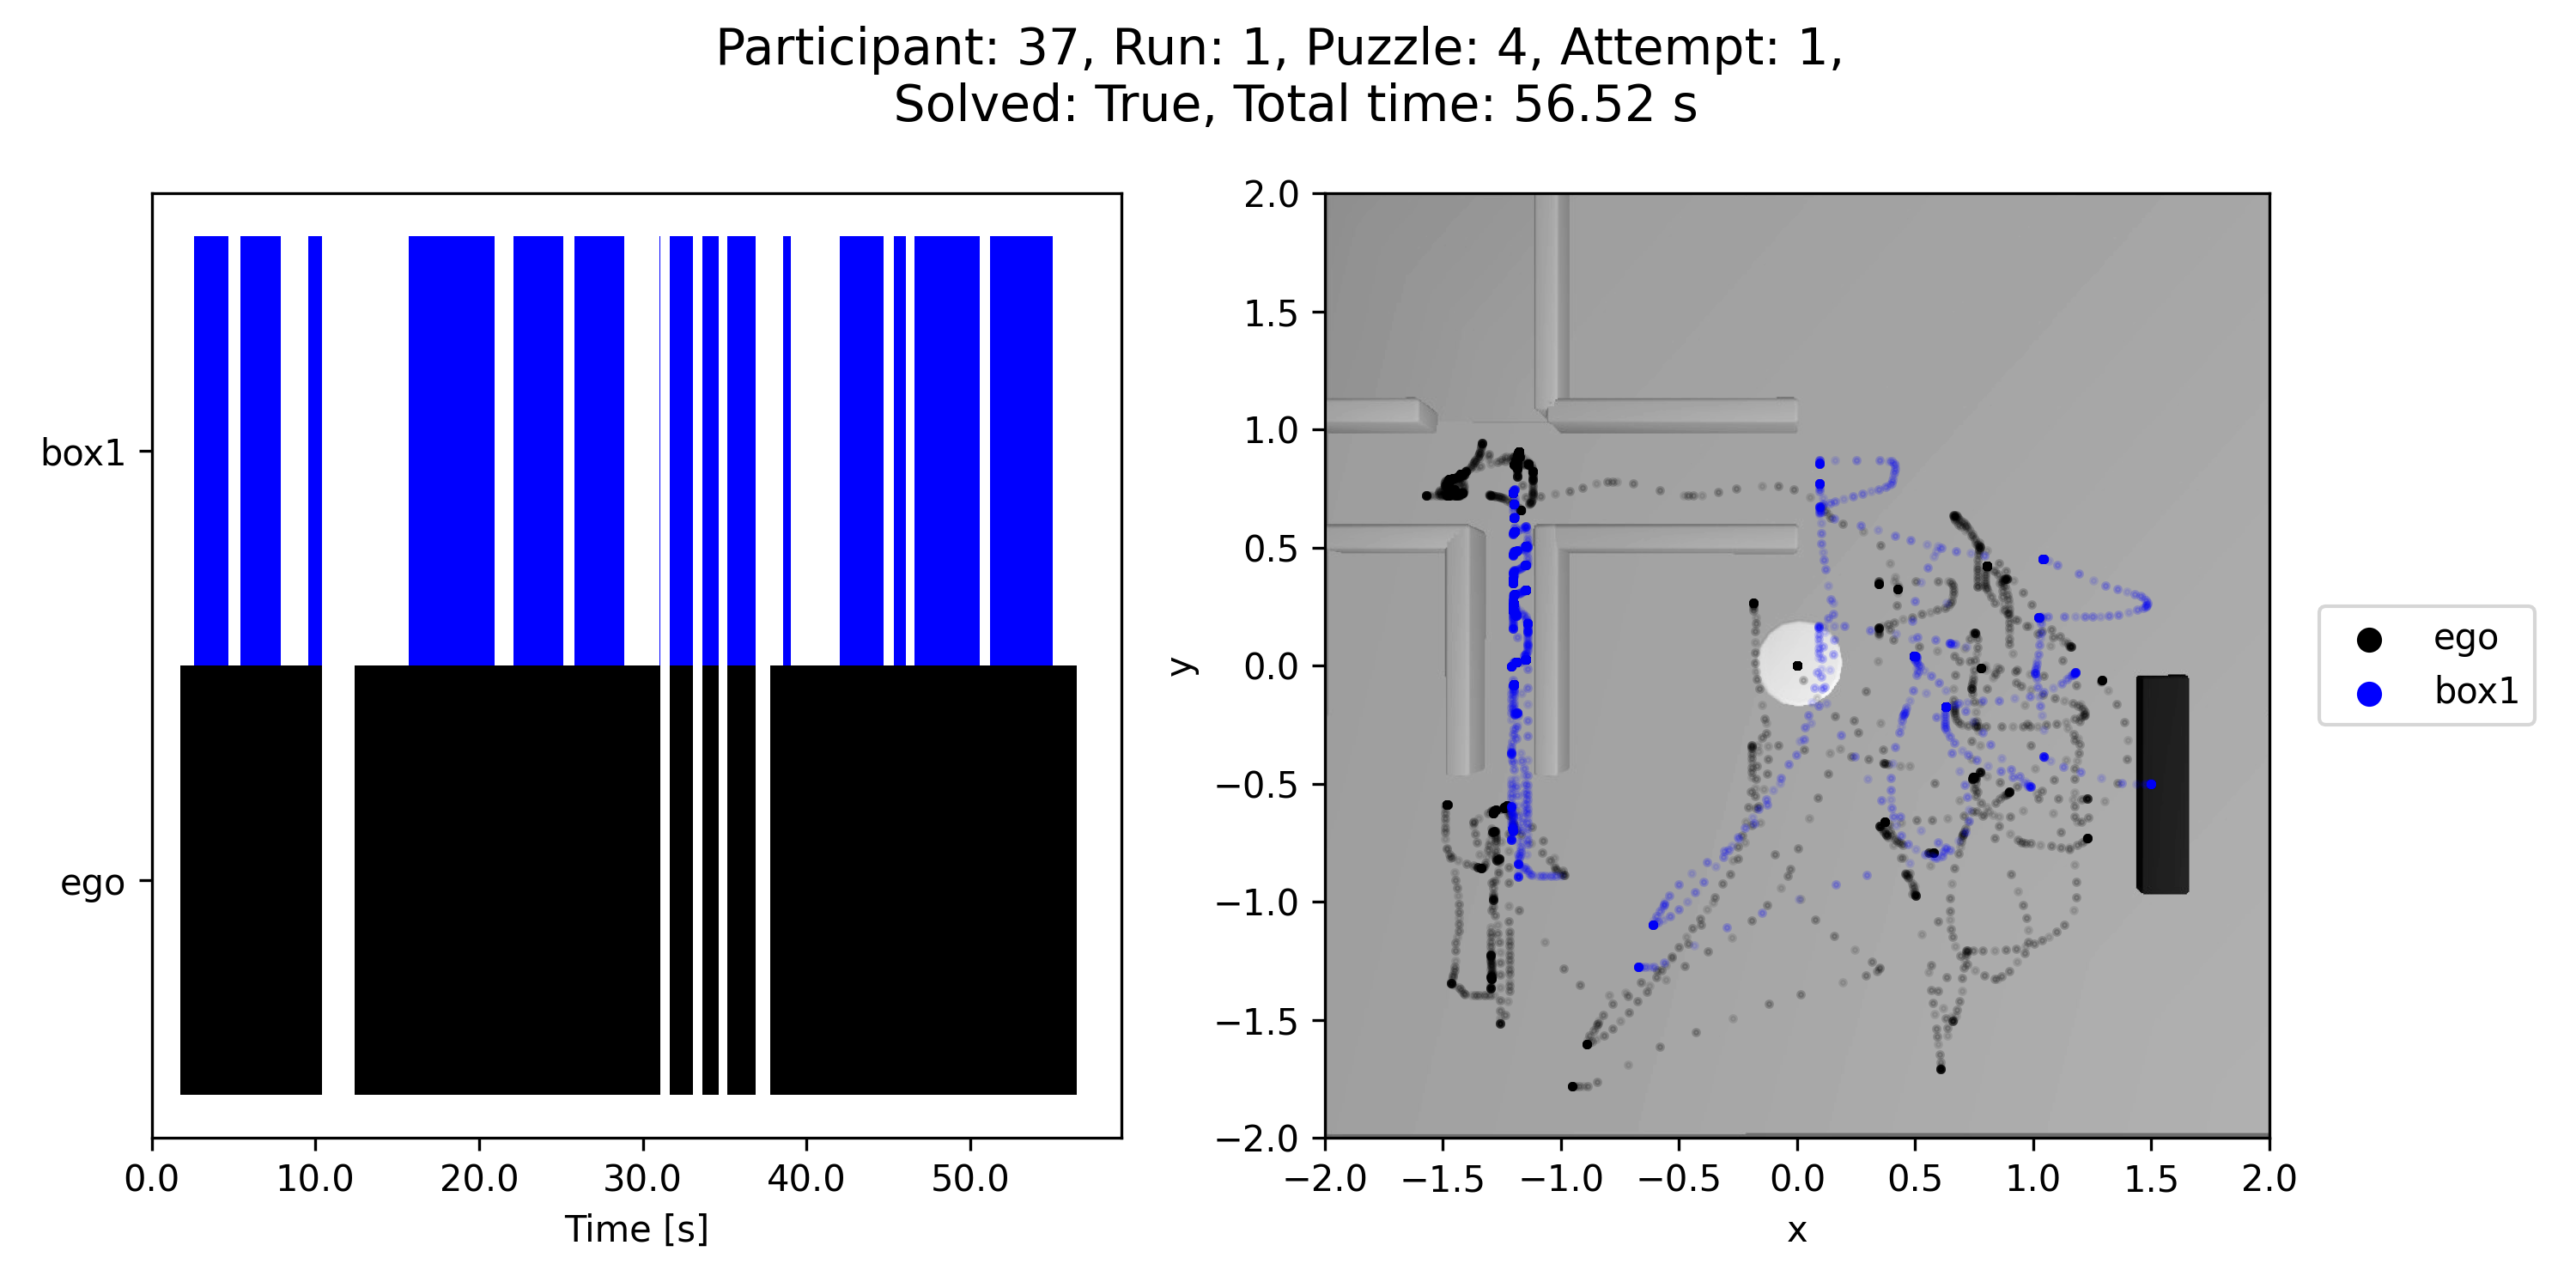 Participant: 37, Run: 1, Puzzle: 4, Attempt: 1,
Solved: True, Total time: 56.52 s
box1
ego
0.0 10.0 20.0 30.0 40.0 50.0
Time [s]
2.0
1.5
1.0
0.5
0.0
−0.5
−1.0
−1.5
−2.0
y
−2.0 −1.5 −1.0 −0.5 0.0 0.5 1.0 1.5 2.0
x
ego
box1